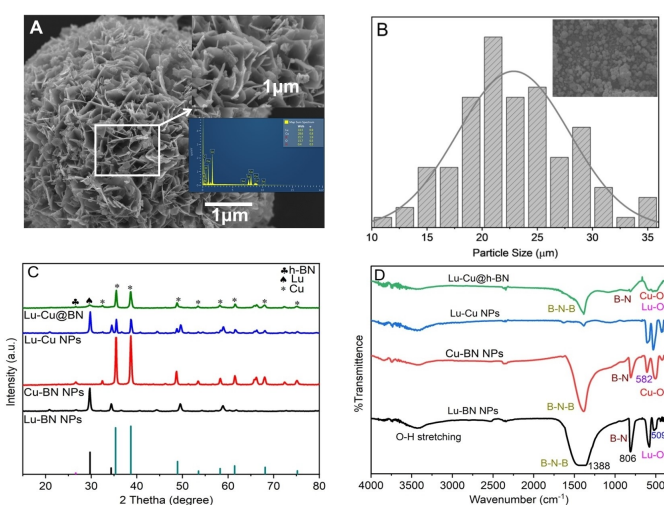 A
1µm
1µm
B
10 15 20 25 30 35
Particle Size (µm)
C
♣h-BN
♠ Lu
* Cu
Lu-Cu@BN
Lu-Cu NPs
Cu-BN NPs
Lu-BN NPs
Intensity (a.u.)
20 30 40 50 60 70 80
2 Thetha (degree)
D
Lu-Cu@h-BN
B-N-B
B-N
Cu-O
Lu-O
Lu-Cu NPs
Cu-BN NPs
B-N
582
Cu-O
Lu-BN NPs
O-H stretching
B-N-B
1388
B-N
806
509
Lu-O
%Transmittence
4000 3500 3000 2500 2000 1500 1000 500
Wavenumber (cm⁻¹)